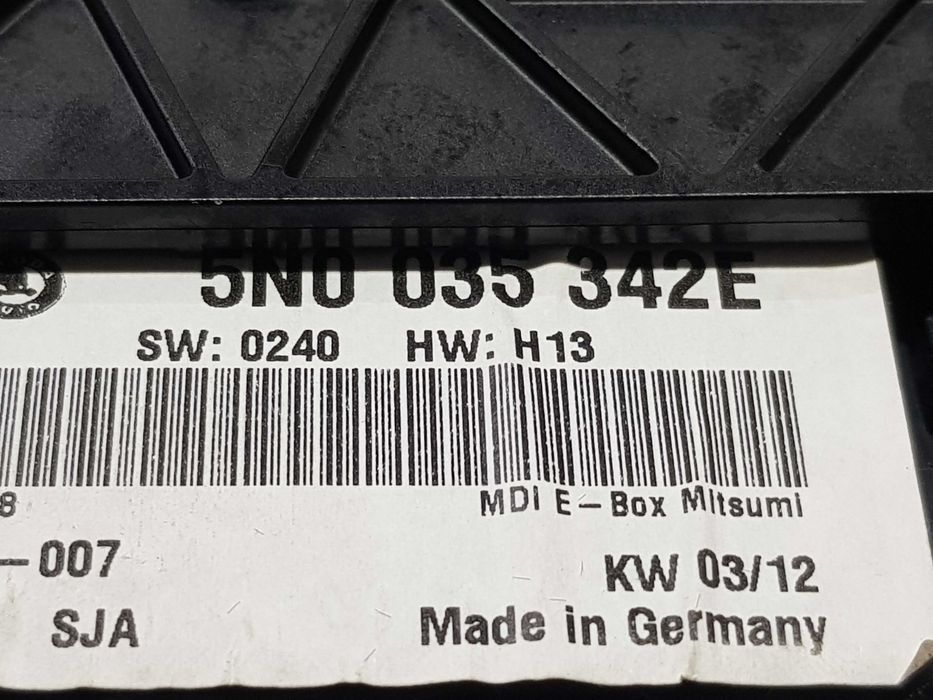 5N0 035 342E
SW: 0240 HW: H13
8 MDI E-Box Mitsumi
-007
KW 03/12
SJA
Made in Germany